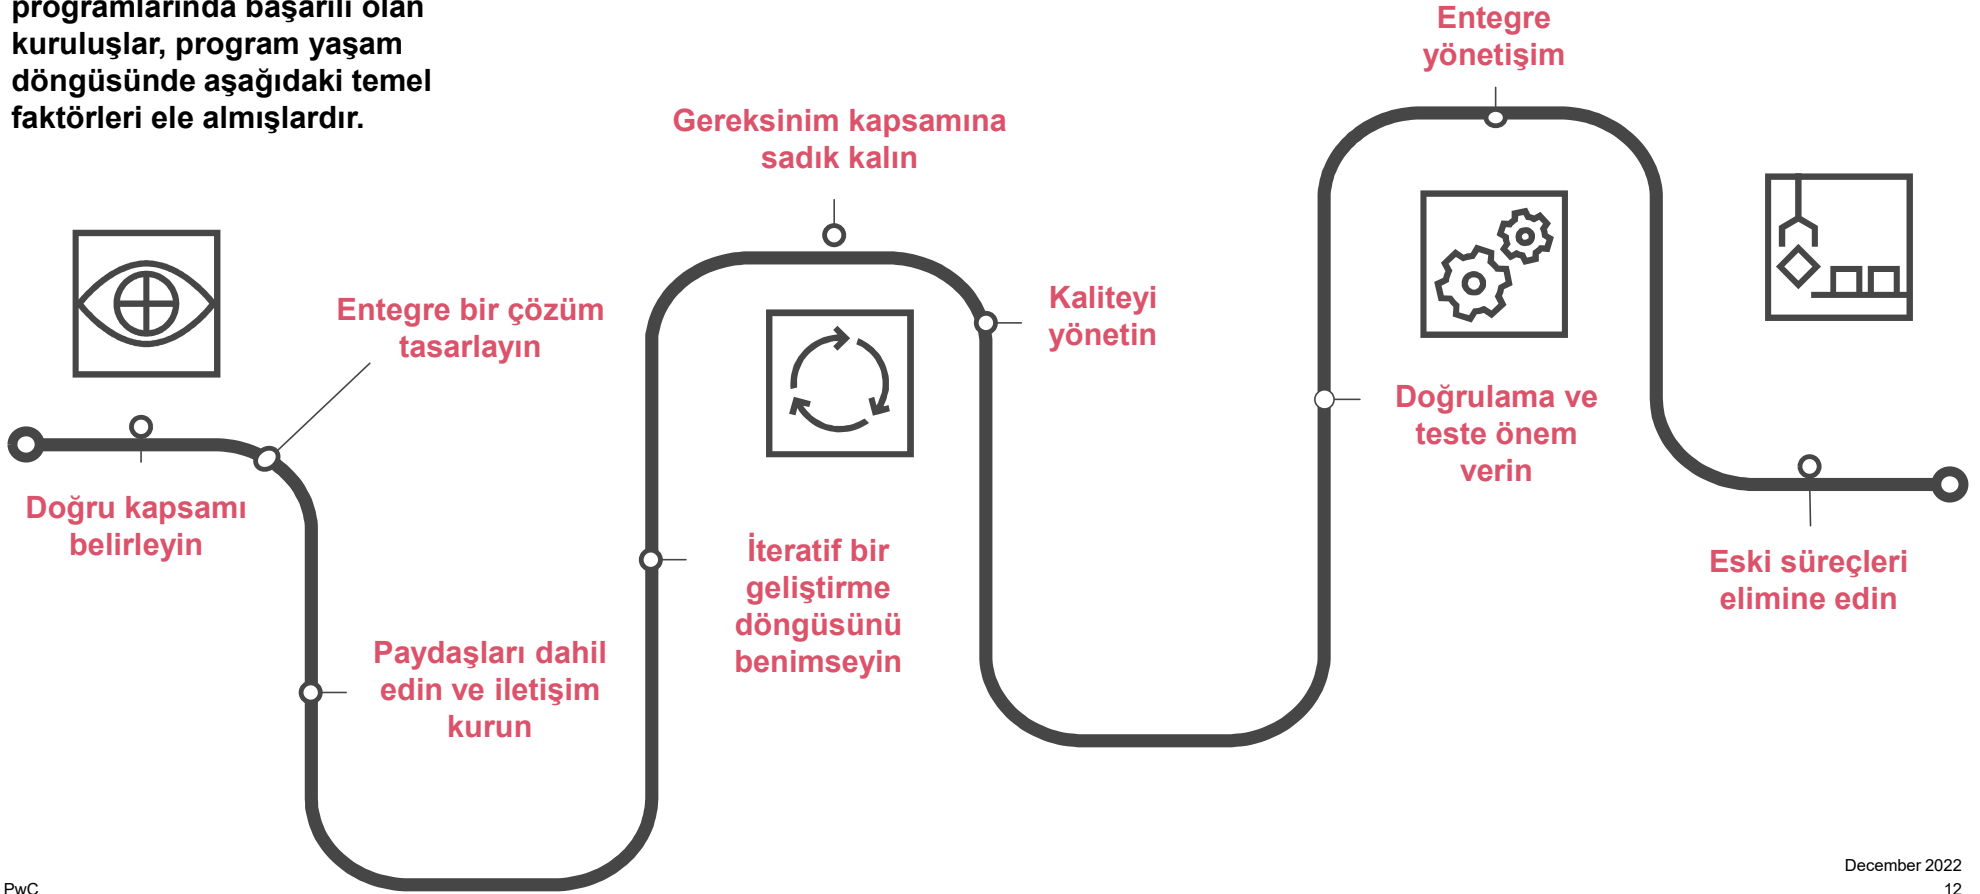 programlarında başarılı olan
kuruluşlar, program yaşam
döngüsünde aşağıdaki temel
faktörleri ele almışlardır.
Doğru kapsamı
belirleyin
Entegre bir çözüm
tasarlayın
Paydaşları dahil
edin ve iletişim
kurun
İteratif bir
geliştirme
döngüsünü
benimseyin
Gereksinim kapsamına
sadık kalın
Kaliteyi
yönetin
Doğrulama ve
teste önem
verin
Entegre
yönetişim
Eski süreçleri
elimine edin
PwC
December 2022
12